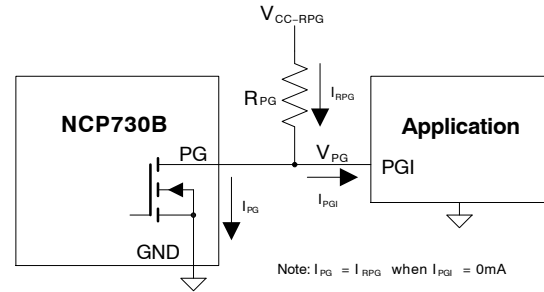 VCC−RPG
RPG
IRPG
NCP730B
Application
PG
VPG
PGI
IPG
IPGI
GND
Note: IPG = IRPG when IPGI = 0mA